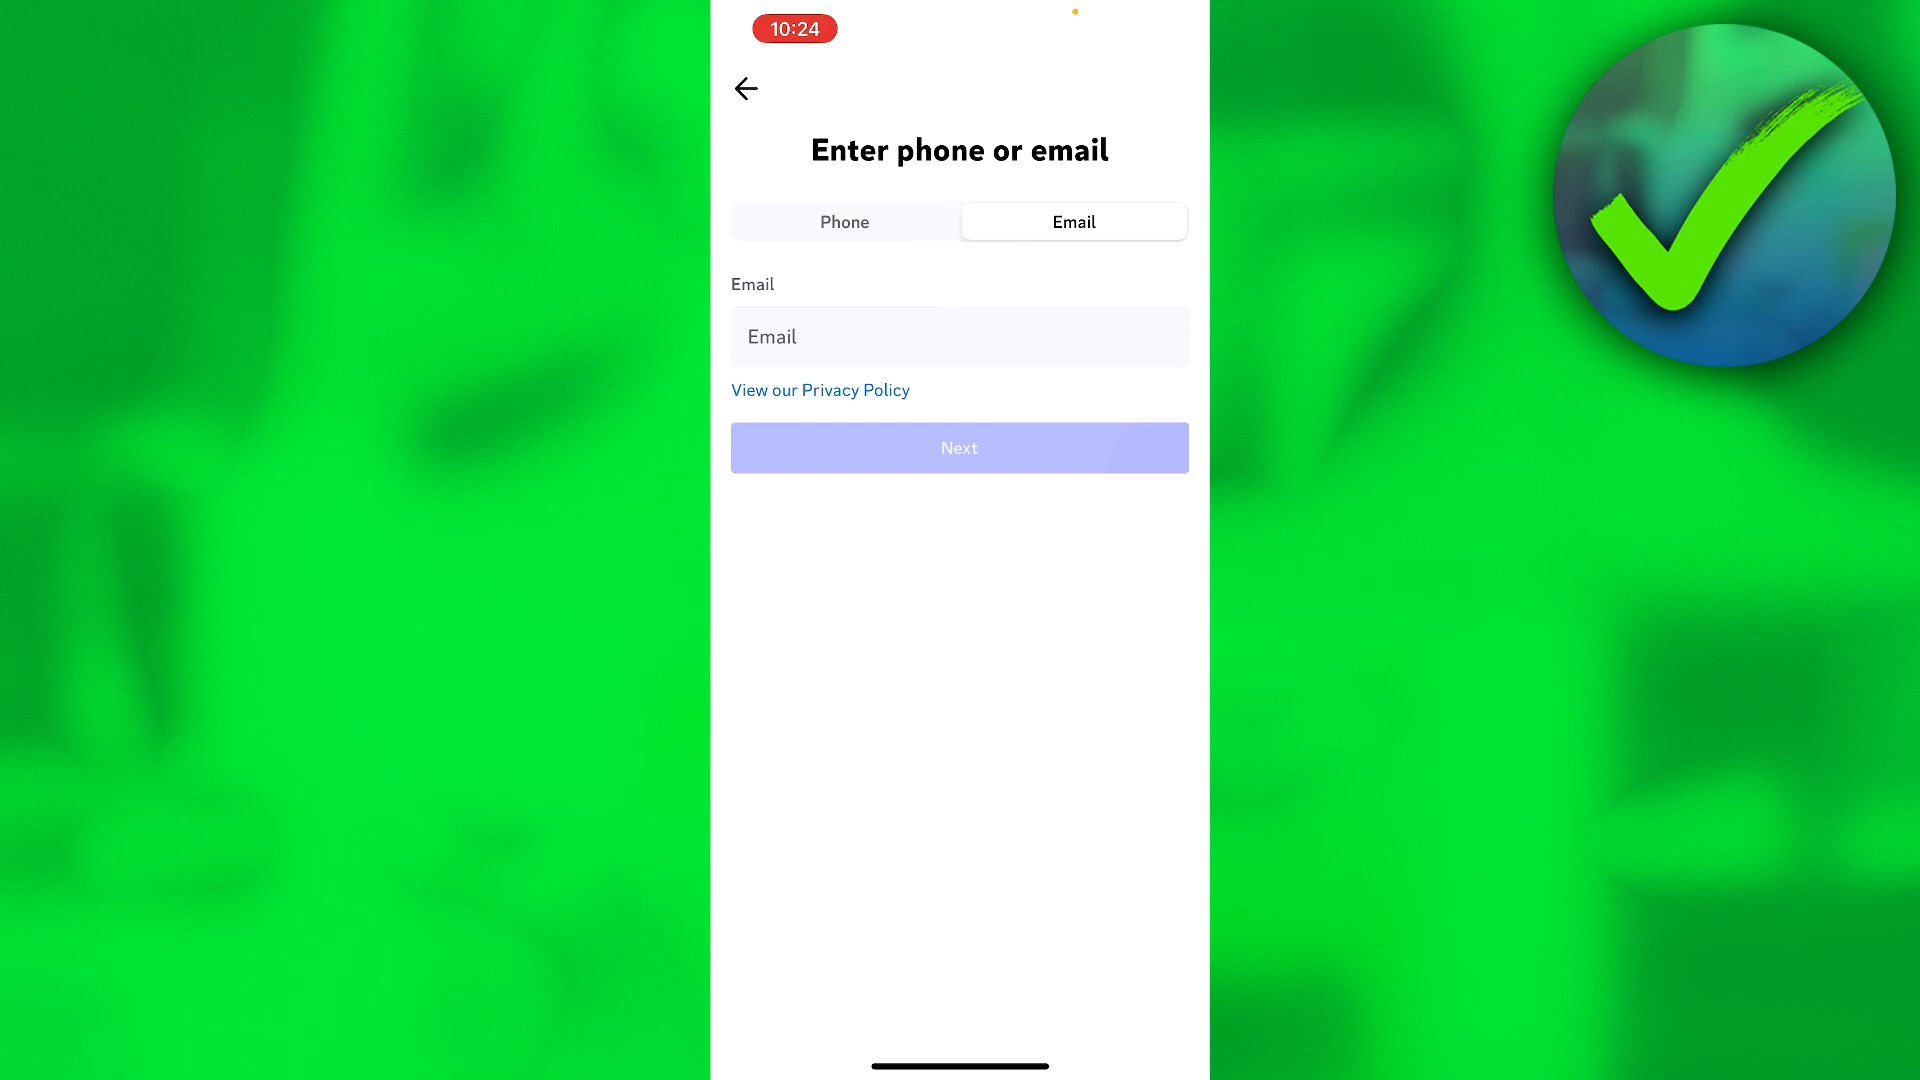 10:24
Enter phone or email
Phone
Email
Email
Email
View our Privacy Policy
Next